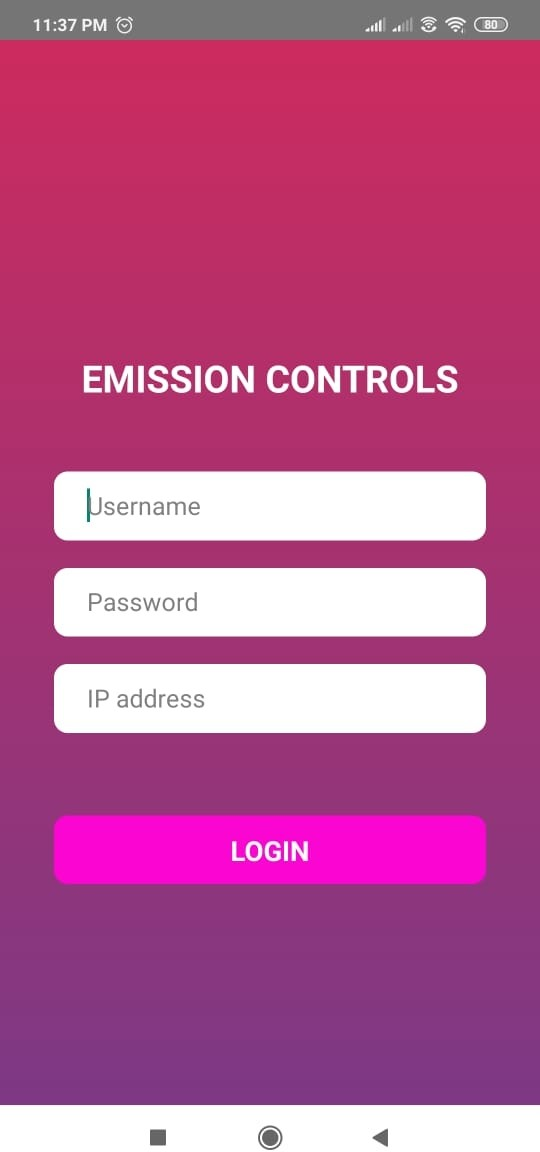 11:37 PM
80
EMISSION CONTROLS
Username
Password
IP address
LOGIN